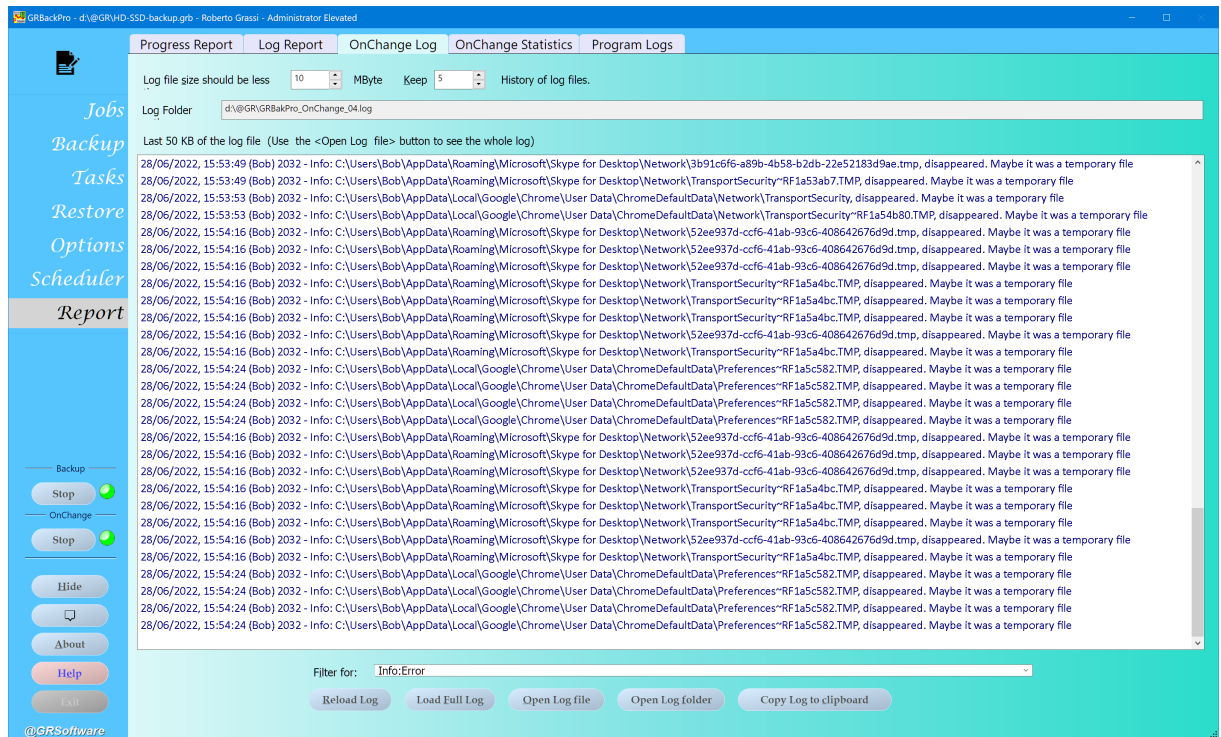 GRBackPro - d:\@GR\HD-SSD-backup.grb - Roberto Grassi - Administrator Elevated
Progress Report Log Report OnChange Log OnChange Statistics Program Logs
Log file size should be less 10 MByte Keep 5 History of log files.
Log Folder d:\@GR\GRBakPro_OnChange_04.log
Last 50 KB of the log file (Use the <Open Log file> button to see the whole log)
Jobs
Backup
Tasks
Restore
Options
Scheduler
Report
28/06/2022, 15:53:49 (Bob) 2032 - Info: C:\Users\Bob\AppData\Roaming\Microsoft\Skype for Desktop\Network\3b91c6f6-a89b-4b58-b2db-22e52183d9ae.tmp, disappeared. Maybe it was a temporary file
28/06/2022, 15:53:49 (Bob) 2032 - Info: C:\Users\Bob\AppData\Roaming\Microsoft\Skype for Desktop\Network\TransportSecurity~RF1a53ab7.TMP, disappeared. Maybe it was a temporary file
28/06/2022, 15:53:53 (Bob) 2032 - Info: C:\Users\Bob\AppData\Local\Google\Chrome\User Data\ChromeDefaultData\Network\TransportSecurity, disappeared. Maybe it was a temporary file
28/06/2022, 15:53:53 (Bob) 2032 - Info: C:\Users\Bob\AppData\Local\Google\Chrome\User Data\ChromeDefaultData\Network\TransportSecurity~RF1a54b80.TMP, disappeared. Maybe it was a temporary file
28/06/2022, 15:54:16 (Bob) 2032 - Info: C:\Users\Bob\AppData\Roaming\Microsoft\Skype for Desktop\Network\52ee937d-ccf6-41ab-93c6-408642676d9d.tmp, disappeared. Maybe it was a temporary file
28/06/2022, 15:54:16 (Bob) 2032 - Info: C:\Users\Bob\AppData\Roaming\Microsoft\Skype for Desktop\Network\52ee937d-ccf6-41ab-93c6-408642676d9d.tmp, disappeared. Maybe it was a temporary file
28/06/2022, 15:54:16 (Bob) 2032 - Info: C:\Users\Bob\AppData\Roaming\Microsoft\Skype for Desktop\Network\52ee937d-ccf6-41ab-93c6-408642676d9d.tmp, disappeared. Maybe it was a temporary file
28/06/2022, 15:54:16 (Bob) 2032 - Info: C:\Users\Bob\AppData\Roaming\Microsoft\Skype for Desktop\Network\TransportSecurity~RF1a5a4bc.TMP, disappeared. Maybe it was a temporary file
28/06/2022, 15:54:16 (Bob) 2032 - Info: C:\Users\Bob\AppData\Roaming\Microsoft\Skype for Desktop\Network\TransportSecurity~RF1a5a4bc.TMP, disappeared. Maybe it was a temporary file
28/06/2022, 15:54:16 (Bob) 2032 - Info: C:\Users\Bob\AppData\Roaming\Microsoft\Skype for Desktop\Network\TransportSecurity~RF1a5a4bc.TMP, disappeared. Maybe it was a temporary file
28/06/2022, 15:54:16 (Bob) 2032 - Info: C:\Users\Bob\AppData\Roaming\Microsoft\Skype for Desktop\Network\52ee937d-ccf6-41ab-93c6-408642676d9d.tmp, disappeared. Maybe it was a temporary file
28/06/2022, 15:54:16 (Bob) 2032 - Info: C:\Users\Bob\AppData\Roaming\Microsoft\Skype for Desktop\Network\TransportSecurity~RF1a5a4bc.TMP, disappeared. Maybe it was a temporary file
28/06/2022, 15:54:24 (Bob) 2032 - Info: C:\Users\Bob\AppData\Local\Google\Chrome\User Data\ChromeDefaultData\Preferences~RF1a5c582.TMP, disappeared. Maybe it was a temporary file
28/06/2022, 15:54:24 (Bob) 2032 - Info: C:\Users\Bob\AppData\Local\Google\Chrome\User Data\ChromeDefaultData\Preferences~RF1a5c582.TMP, disappeared. Maybe it was a temporary file
28/06/2022, 15:54:24 (Bob) 2032 - Info: C:\Users\Bob\AppData\Local\Google\Chrome\User Data\ChromeDefaultData\Preferences~RF1a5c582.TMP, disappeared. Maybe it was a temporary file
28/06/2022, 15:54:24 (Bob) 2032 - Info: C:\Users\Bob\AppData\Local\Google\Chrome\User Data\ChromeDefaultData\Preferences~RF1a5c582.TMP, disappeared. Maybe it was a temporary file
28/06/2022, 15:54:16 (Bob) 2032 - Info: C:\Users\Bob\AppData\Roaming\Microsoft\Skype for Desktop\Network\52ee937d-ccf6-41ab-93c6-408642676d9d.tmp, disappeared. Maybe it was a temporary file
28/06/2022, 15:54:16 (Bob) 2032 - Info: C:\Users\Bob\AppData\Roaming\Microsoft\Skype for Desktop\Network\52ee937d-ccf6-41ab-93c6-408642676d9d.tmp, disappeared. Maybe it was a temporary file
28/06/2022, 15:54:16 (Bob) 2032 - Info: C:\Users\Bob\AppData\Roaming\Microsoft\Skype for Desktop\Network\52ee937d-ccf6-41ab-93c6-408642676d9d.tmp, disappeared. Maybe it was a temporary file
28/06/2022, 15:54:16 (Bob) 2032 - Info: C:\Users\Bob\AppData\Roaming\Microsoft\Skype for Desktop\Network\TransportSecurity~RF1a5a4bc.TMP, disappeared. Maybe it was a temporary file
28/06/2022, 15:54:16 (Bob) 2032 - Info: C:\Users\Bob\AppData\Roaming\Microsoft\Skype for Desktop\Network\TransportSecurity~RF1a5a4bc.TMP, disappeared. Maybe it was a temporary file
28/06/2022, 15:54:16 (Bob) 2032 - Info: C:\Users\Bob\AppData\Roaming\Microsoft\Skype for Desktop\Network\TransportSecurity~RF1a5a4bc.TMP, disappeared. Maybe it was a temporary file
28/06/2022, 15:54:16 (Bob) 2032 - Info: C:\Users\Bob\AppData\Roaming\Microsoft\Skype for Desktop\Network\52ee937d-ccf6-41ab-93c6-408642676d9d.tmp, disappeared. Maybe it was a temporary file
28/06/2022, 15:54:16 (Bob) 2032 - Info: C:\Users\Bob\AppData\Roaming\Microsoft\Skype for Desktop\Network\TransportSecurity~RF1a5a4bc.TMP, disappeared. Maybe it was a temporary file
28/06/2022, 15:54:24 (Bob) 2032 - Info: C:\Users\Bob\AppData\Local\Google\Chrome\User Data\ChromeDefaultData\Preferences~RF1a5c582.TMP, disappeared. Maybe it was a temporary file
28/06/2022, 15:54:24 (Bob) 2032 - Info: C:\Users\Bob\AppData\Local\Google\Chrome\User Data\ChromeDefaultData\Preferences~RF1a5c582.TMP, disappeared. Maybe it was a temporary file
28/06/2022, 15:54:24 (Bob) 2032 - Info: C:\Users\Bob\AppData\Local\Google\Chrome\User Data\ChromeDefaultData\Preferences~RF1a5c582.TMP, disappeared. Maybe it was a temporary file
28/06/2022, 15:54:24 (Bob) 2032 - Info: C:\Users\Bob\AppData\Local\Google\Chrome\User Data\ChromeDefaultData\Preferences~RF1a5c582.TMP, disappeared. Maybe it was a temporary file
Backup
Stop
OnChange
Stop
Hide
About
Help
Exit
@GRSoftware
Filter for: Info;Error
Reload Log Load Full Log Open Log file Open Log folder Copy Log to clipboard